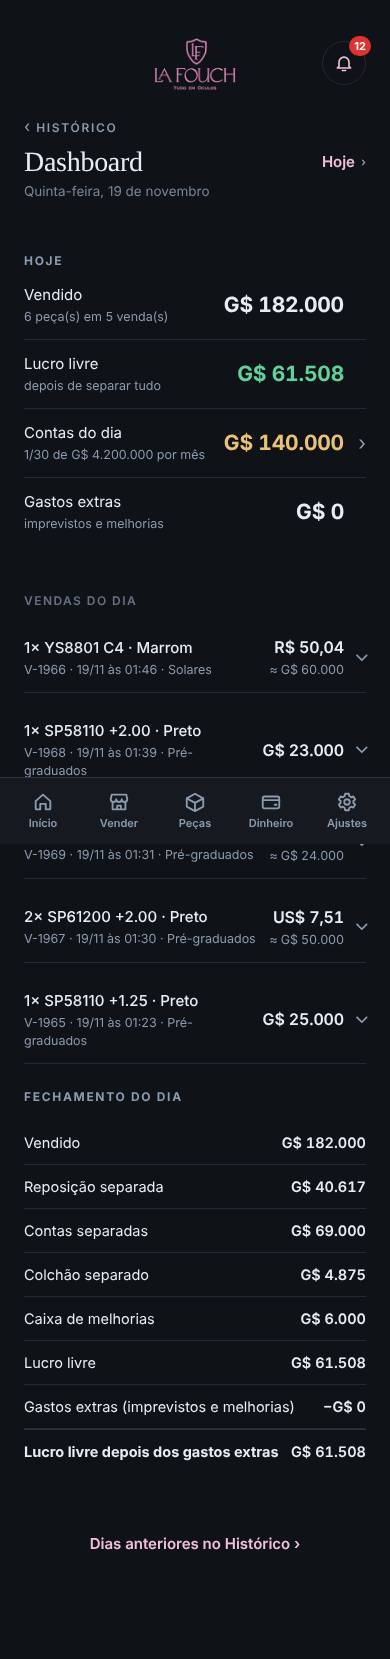 LF
LA FOUCH
TUDO EM ÓCULOS
12
‹ HISTÓRICO
Dashboard
Hoje ›
Quinta-feira, 19 de novembro
HOJE
Vendido
6 peça(s) em 5 venda(s)
G$ 182.000
Lucro livre
depois de separar tudo
G$ 61.508
Contas do dia
1/30 de G$ 4.200.000 por mês
G$ 140.000
Gastos extras
imprevistos e melhorias
G$ 0
VENDAS DO DIA
1× YS8801 C4 · Marrom
V-1966 · 19/11 às 01:46 · Solares
R$ 50,04
≈ G$ 60.000
1× SP58110 +2.00 · Preto
V-1968 · 19/11 às 01:39 · Pré-
graduados
G$ 23.000
Início
Vender
Peças
Dinheiro
Ajustes
V-1969 · 19/11 às 01:31 · Pré-graduados
≈ G$ 24.000
2× SP61200 +2.00 · Preto
V-1967 · 19/11 às 01:30 · Pré-graduados
US$ 7,51
≈ G$ 50.000
1× SP58110 +1.25 · Preto
V-1965 · 19/11 às 01:23 · Pré-
graduados
G$ 25.000
FECHAMENTO DO DIA
Vendido G$ 182.000
Reposição separada G$ 40.617
Contas separadas G$ 69.000
Colchão separado G$ 4.875
Caixa de melhorias G$ 6.000
Lucro livre G$ 61.508
Gastos extras (imprevistos e melhorias) −G$ 0
Lucro livre depois dos gastos extras G$ 61.508
Dias anteriores no Histórico ›